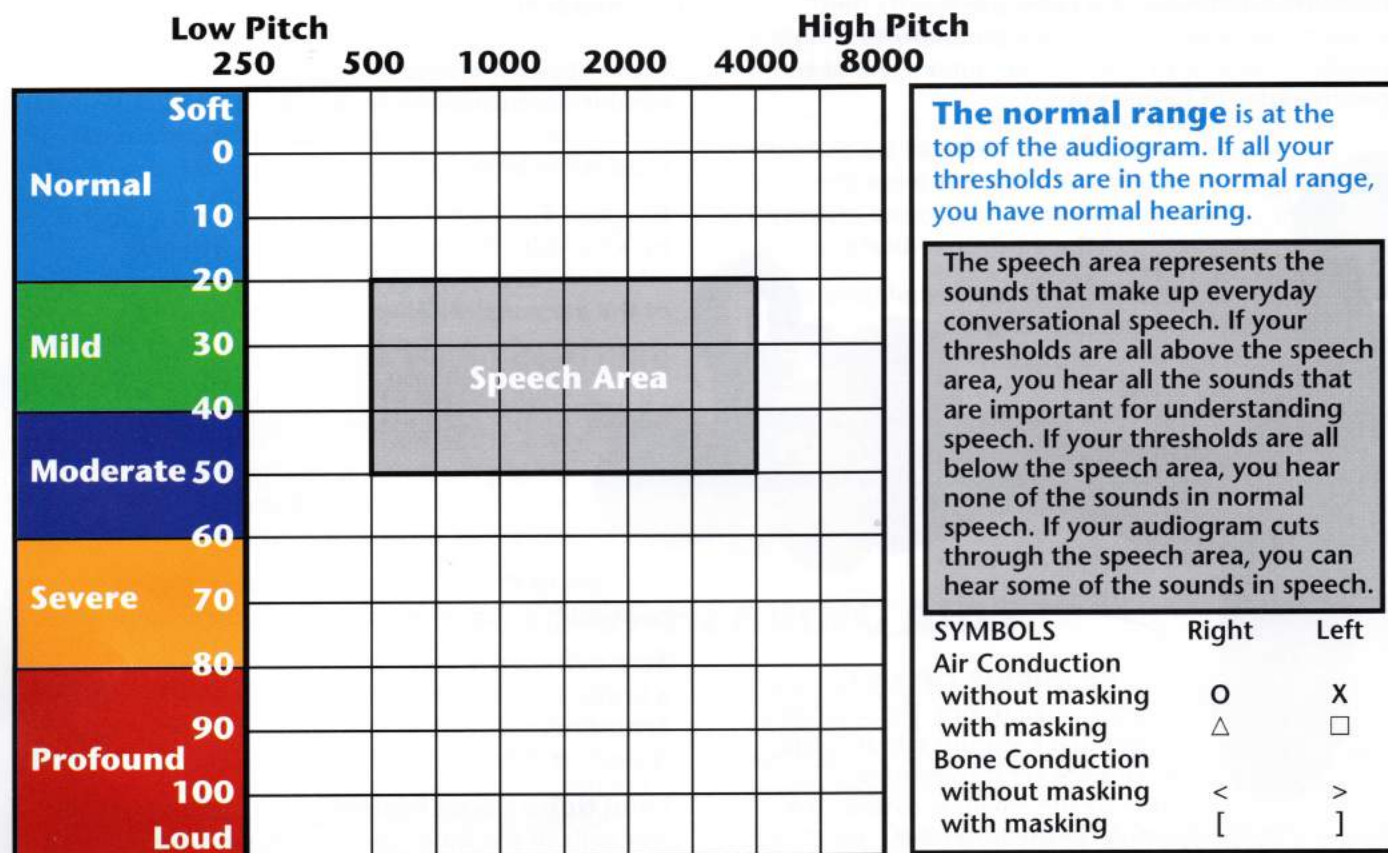 Low Pitch High Pitch
250 500 1000 2000 4000 8000
Soft
0
Normal
10
20
Mild 30
40
Moderate 50
60
Severe 70
80
90
Profound
100
Loud
Speech Area
The normal range is at the
top of the audiogram. If all your
thresholds are in the normal range,
you have normal hearing.
The speech area represents the
sounds that make up everyday
conversational speech. If your
thresholds are all above the speech
area, you hear all the sounds that
are important for understanding
speech. If your thresholds are all
below the speech area, you hear
none of the sounds in normal
speech. If your audiogram cuts
through the speech area, you can
hear some of the sounds in speech.
SYMBOLS Right Left
Air Conduction
without masking O X
with masking △ □
Bone Conduction
without masking < >
with masking [ ]